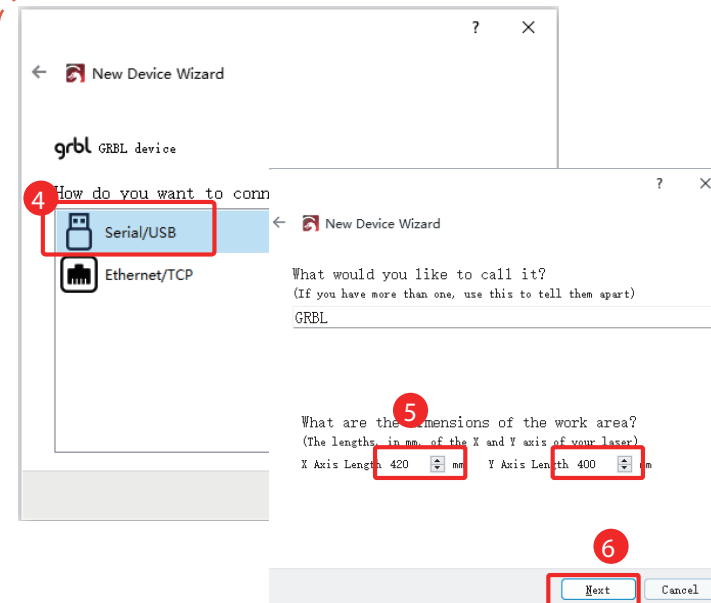 ?
New Device Wizard
grbl GRBL device
How do you want to conn
4
Serial/USB
Ethernet/TCP
?
New Device Wizard
What would you like to call it?
(If you have more than one, use this to tell them apart)
GRBL
5
What are the dimensions of the work area?
(The lengths, in mm, of the X and Y axis of your laser)
X Axis Length 420 mm Y Axis Length 400 mm
6
Next Cancel